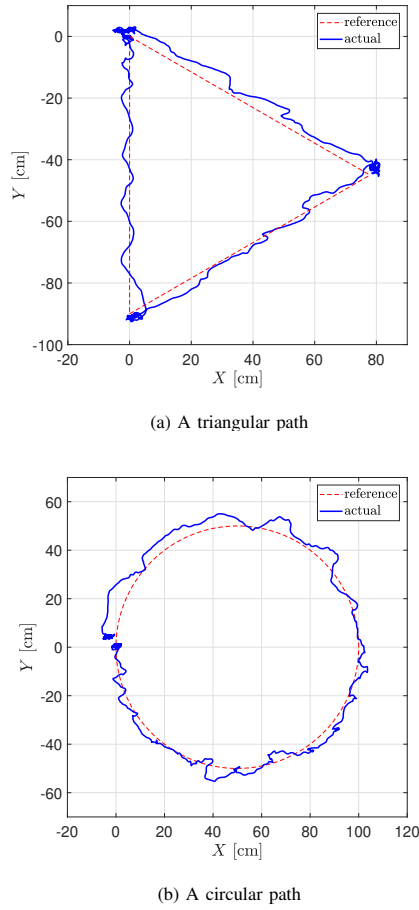 reference
actual
0
-20
-40
-60
-80
-100
Y [cm]
-20 0 20 40 60 80
X [cm]
(a) A triangular path
reference
actual
60
40
20
0
-20
-40
-60
Y [cm]
-20 0 20 40 60 80 100 120
X [cm]
(b) A circular path